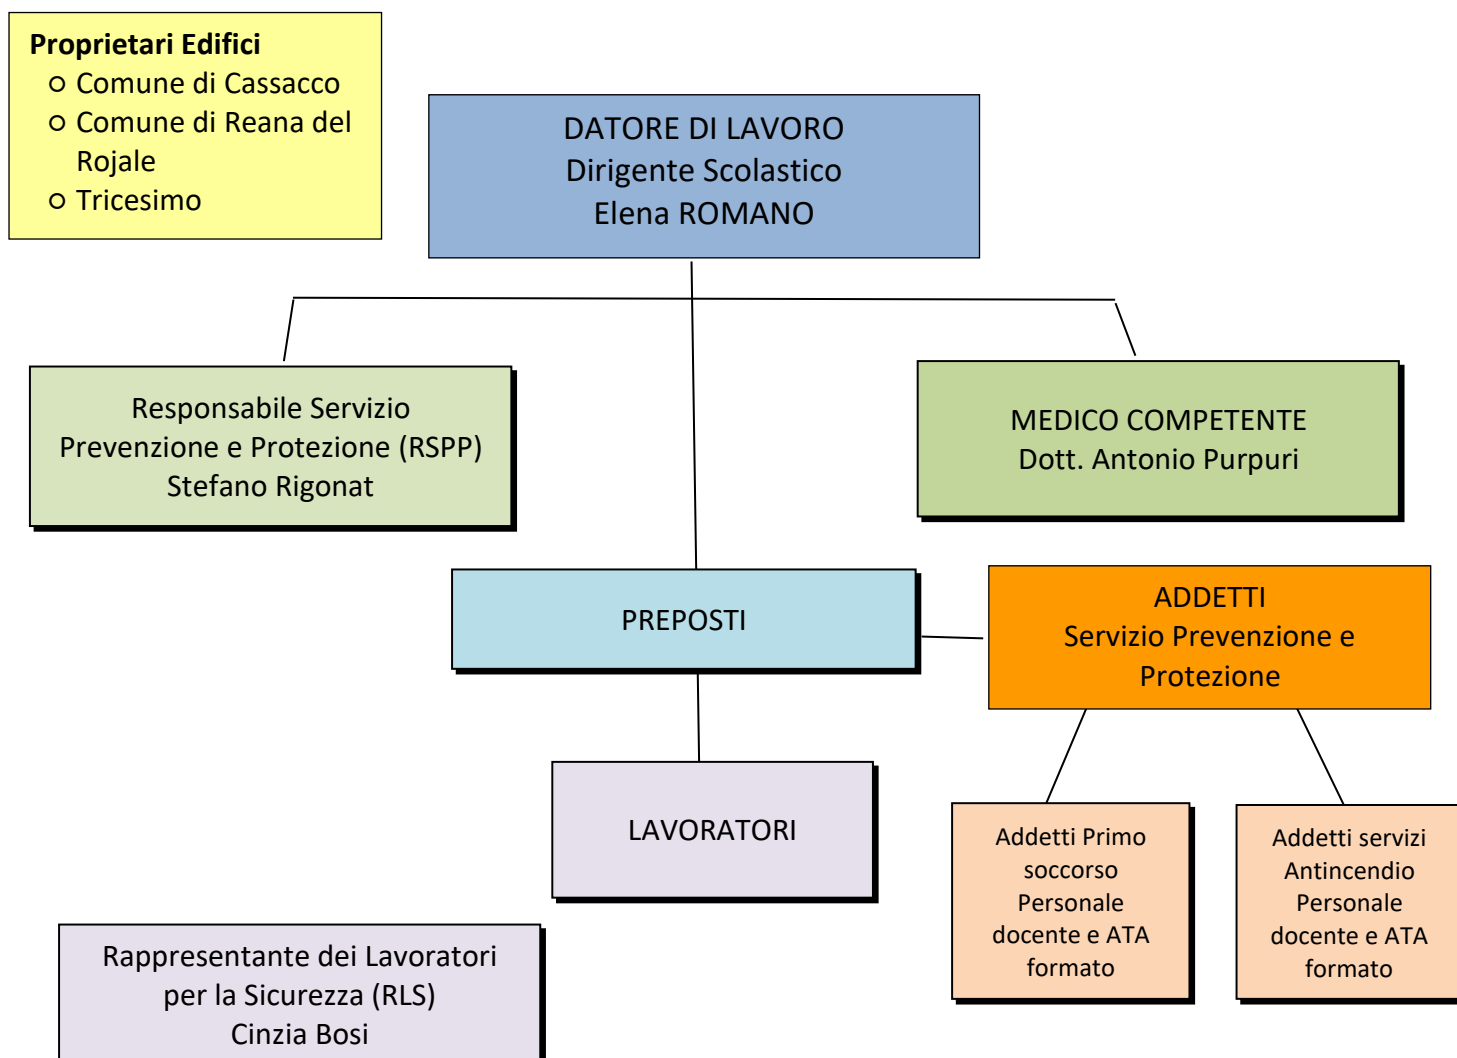 Proprietari Edifici
Comune di Cassacco
Comune di Reana del
Rojale
Tricesimo
DATORE DI LAVORO
Dirigente Scolastico
Elena ROMANO
Responsabile Servizio
Prevenzione e Protezione (RSPP)
Stefano Rigonat
MEDICO COMPETENTE
Dott. Antonio Purpuri
PREPOSTI
ADDETTI
Servizio Prevenzione e
Protezione
LAVORATORI
Addetti Primo
soccorso
Personale
docente e ATA
formato
Addetti servizi
Antincendio
Personale
docente e ATA
formato
Rappresentante dei Lavoratori
per la Sicurezza (RLS)
Cinzia Bosi